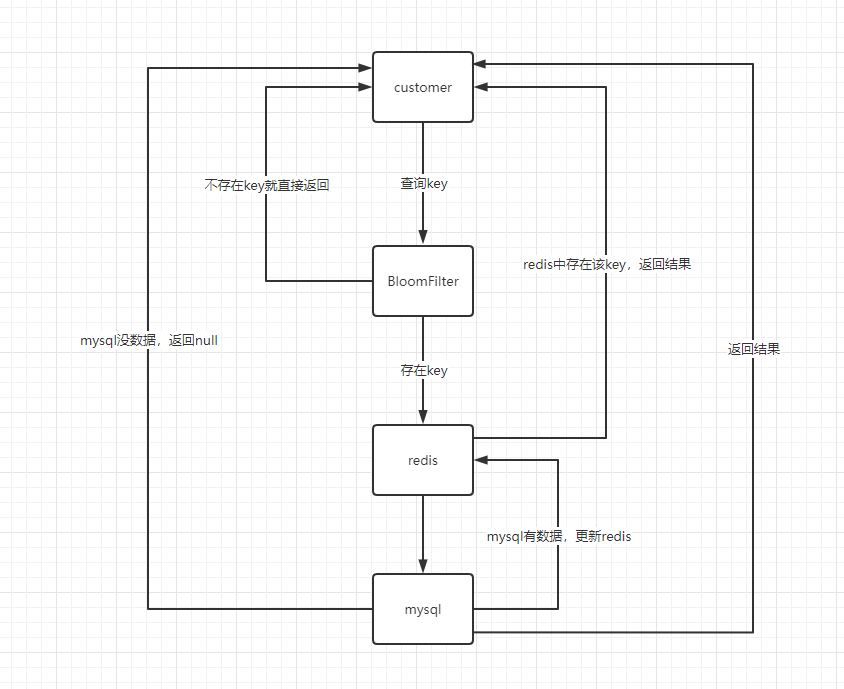 customer
不存在key就直接返回
查询key
BloomFilter
redis中存在该key，返回结果
mysql没数据，返回null
返回结果
存在key
redis
mysql有数据，更新redis
mysql